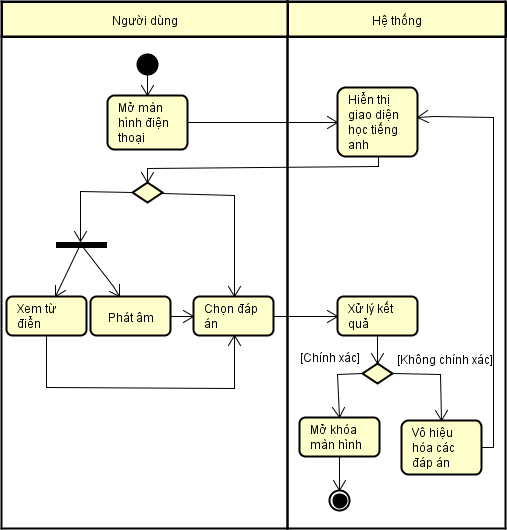 Người dùng
Hệ thống
Mở màn
hình điện
thoại
Hiển thị
giao diện
học tiếng
anh
Xem từ
điển
Phát âm
Chọn đáp
án
Xử lý kết
quả
[Chính xác]
[Không chính xác]
Mở khóa
màn hình
Vô hiệu
hóa các
đáp án